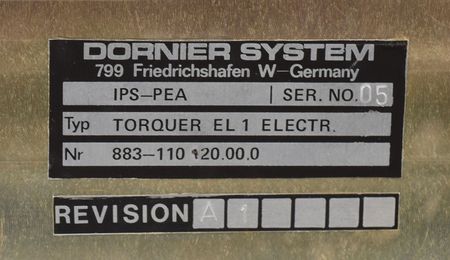 DORNIER SYSTEM
799 Friedrichshafen W-Germany
IPS-PEA | SER. NO. 05
Typ TORQUER EL 1 ELECTR.
Nr 883-110 120.00.0
REVISION A 1